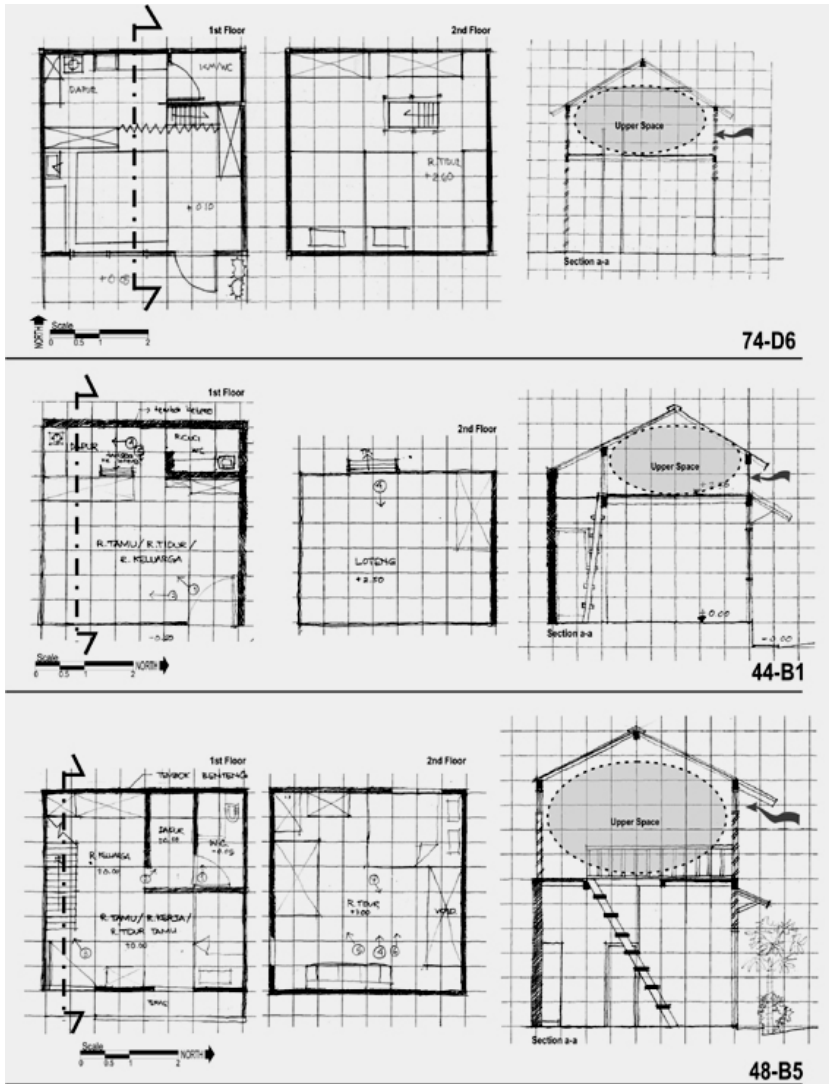 1st Floor
2nd Floor
KM/WC
DAPUR
Upper Space
R. TIDUR
+2.60
+0.10
Section a-a
+0.05
NORTH
Scale
0 0.5 1 2
74-D6
1st Floor
2nd Floor
R. CUCI
WC
DAPUR
Upper Space
R. TAMU/ R. TIDUR/
R. KELUARGA
LOTENG
+2.50
±0.00
Section a-a
Scale
0 0.5 1 2
NORTH
44-B1
1st Floor
2nd Floor
TEMBOK BENTENG
DAPUR
W.C.
R. KELUARGA
±0.00
Upper Space
R. TIDUR
VOID
R. TAMU/ R. KERJA/
R. TIDUR TAMU
±0.00
Section a-a
Scale
0 0.5 1 2
NORTH
48-B5